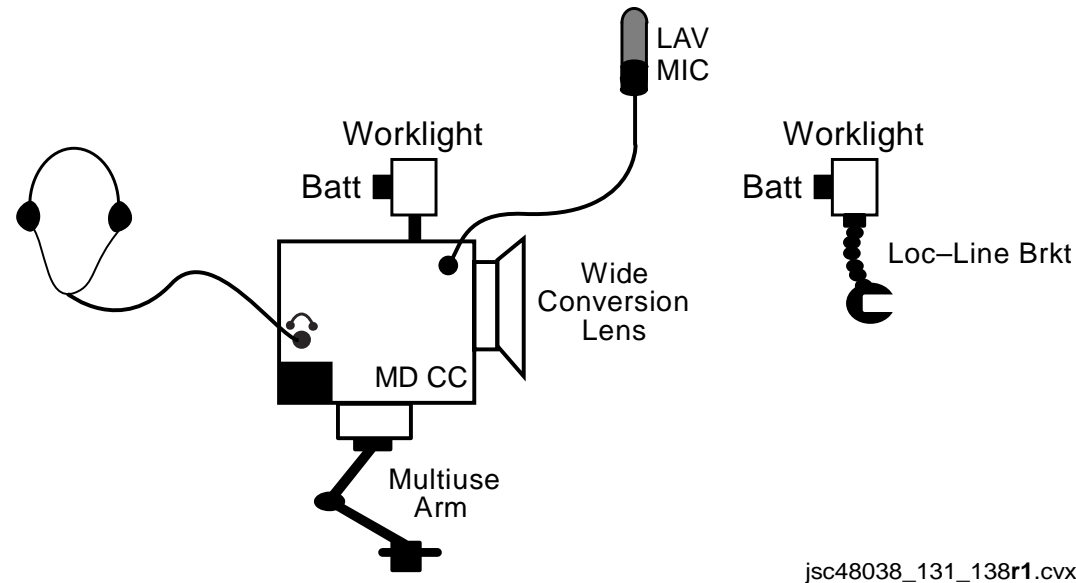 LAV
MIC
Worklight
Batt
Worklight
Batt
Loc–Line Brkt
Wide
Conversion
Lens
MD CC
Multiuse
Arm
jsc48038_131_138r1.cvx